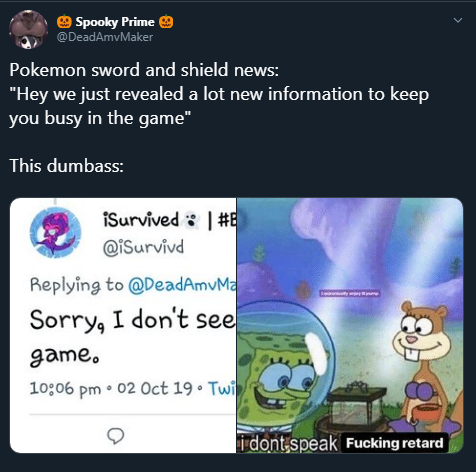 🎃 Spooky Prime 🎃
@DeadAmvMaker
Pokemon sword and shield news:
"Hey we just revealed a lot new information to keep
you busy in the game"
This dumbass:
iSurvived 👻 | #
@iSurvivd
Replying to @DeadAmvMa
Sorry, I don't see
game.
10:06 pm • 02 Oct 19 • Twi
i dont speak Fucking retard